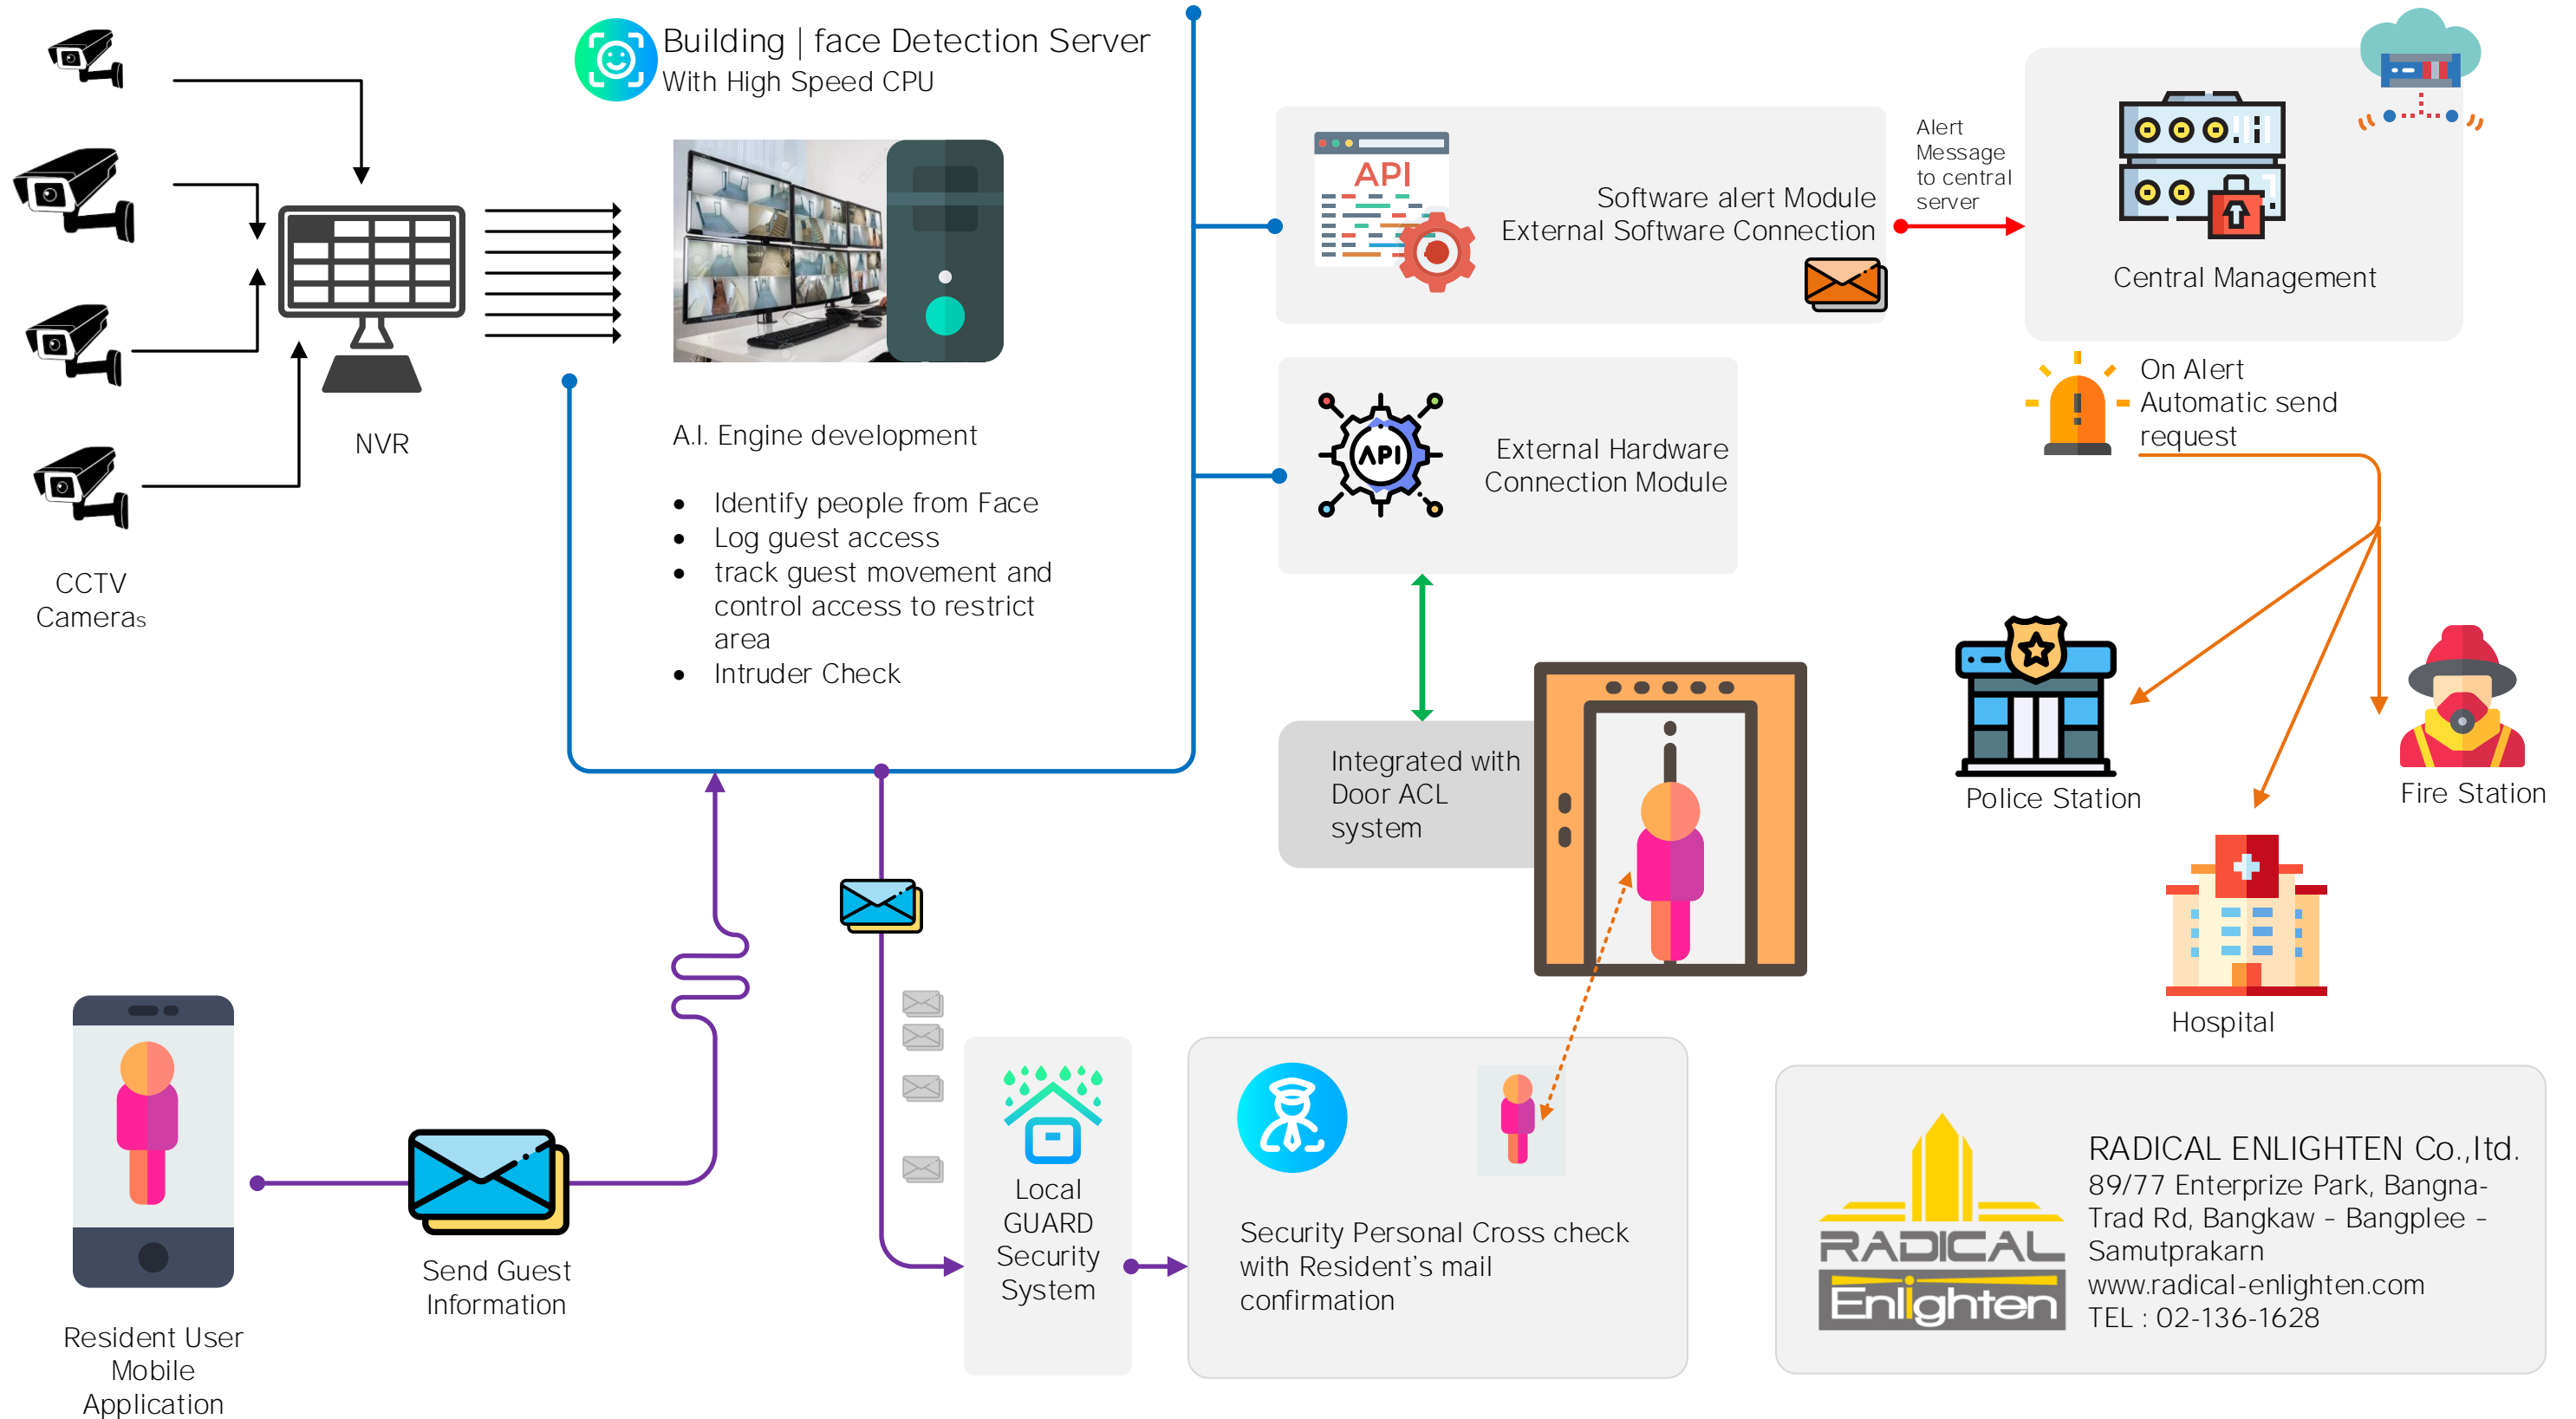 Building | face Detection Server
With High Speed CPU
API
Software alert Module
External Software Connection
Alert
Message
to central
server
Central Management
On Alert
Automatic send
request
NVR
CCTV
Cameras
A.I. Engine development
• Identify people from Face
• Log guest access
• track guest movement and
control access to restrict
area
• Intruder Check
API
External Hardware
Connection Module
Integrated with
Door ACL
system
Police Station
Fire Station
Hospital
Resident User
Mobile
Application
Send Guest
Information
Local
GUARD
Security
System
Security Personal Cross check
with Resident's mail
confirmation
RADICAL
Enlighten
RADICAL ENLIGHTEN Co.,ltd.
89/77 Enterprize Park, Bangna-
Trad Rd, Bangkaw - Bangplee -
Samutprakarn
www.radical-enlighten.com
TEL : 02-136-1628